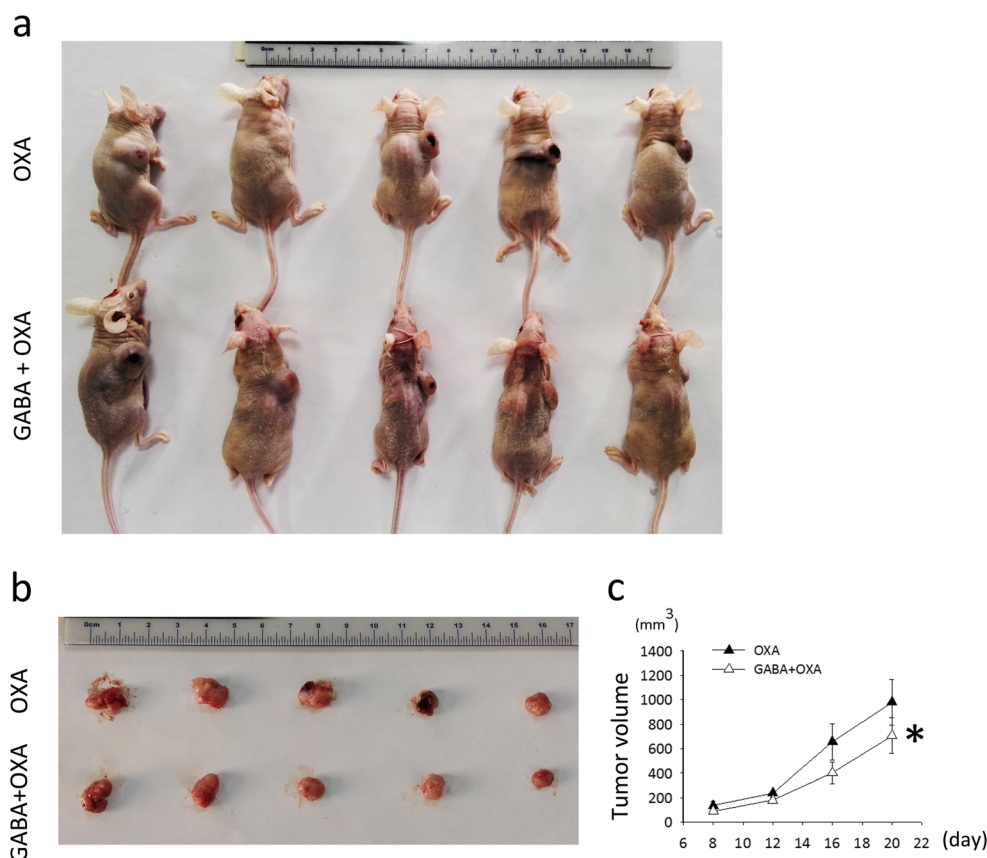 a
0cm 1 2 3 4 5 6 7 8 9 10 11 12 13 14 15 16 17
OXA
GABA + OXA
b
0cm 1 2 3 4 5 6 7 8 9 10 11 12 13 14 15 16 17
OXA
GABA+OXA
c
(mm3)
OXA
GABA+OXA
Tumor volume
1400
1200
1000
800
600
400
200
0
*
6 8 10 12 14 16 18 20 22 (day)